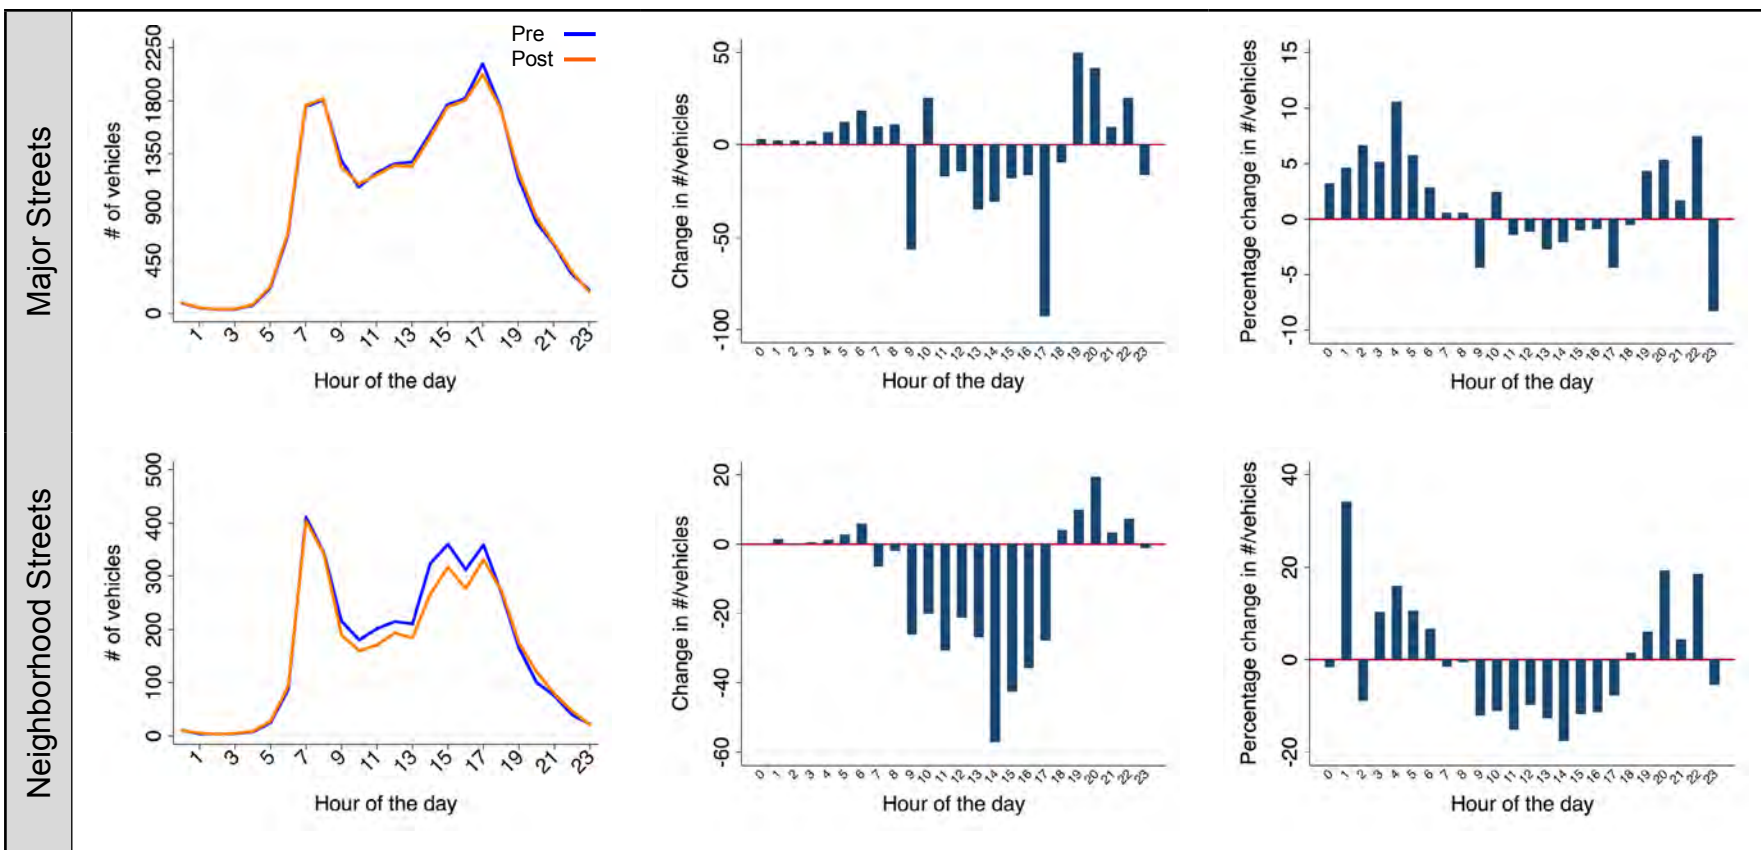 Major Streets
# of vehicles
2250
1800
1350
900
450
0
Pre
Post
1 3 5 7 9 11 13 15 17 19 21 23
Hour of the day
Change in #/vehicles
50
0
-50
-100
0 1 2 3 4 5 6 7 8 9 10 11 12 13 14 15 16 17 18 19 20 21 22 23
Hour of the day
Percentage change in #/vehicles
15
10
5
0
-5
-10
0 1 2 3 4 5 6 7 8 9 10 11 12 13 14 15 16 17 18 19 20 21 22 23
Hour of the day
Neighborhood Streets
# of vehicles
500
400
300
200
100
0
1 3 5 7 9 11 13 15 17 19 21 23
Hour of the day
Change in #/vehicles
20
0
-20
-40
-60
0 1 2 3 4 5 6 7 8 9 10 11 12 13 14 15 16 17 18 19 20 21 22 23
Hour of the day
Percentage change in #/vehicles
40
20
0
-20
0 1 2 3 4 5 6 7 8 9 10 11 12 13 14 15 16 17 18 19 20 21 22 23
Hour of the day